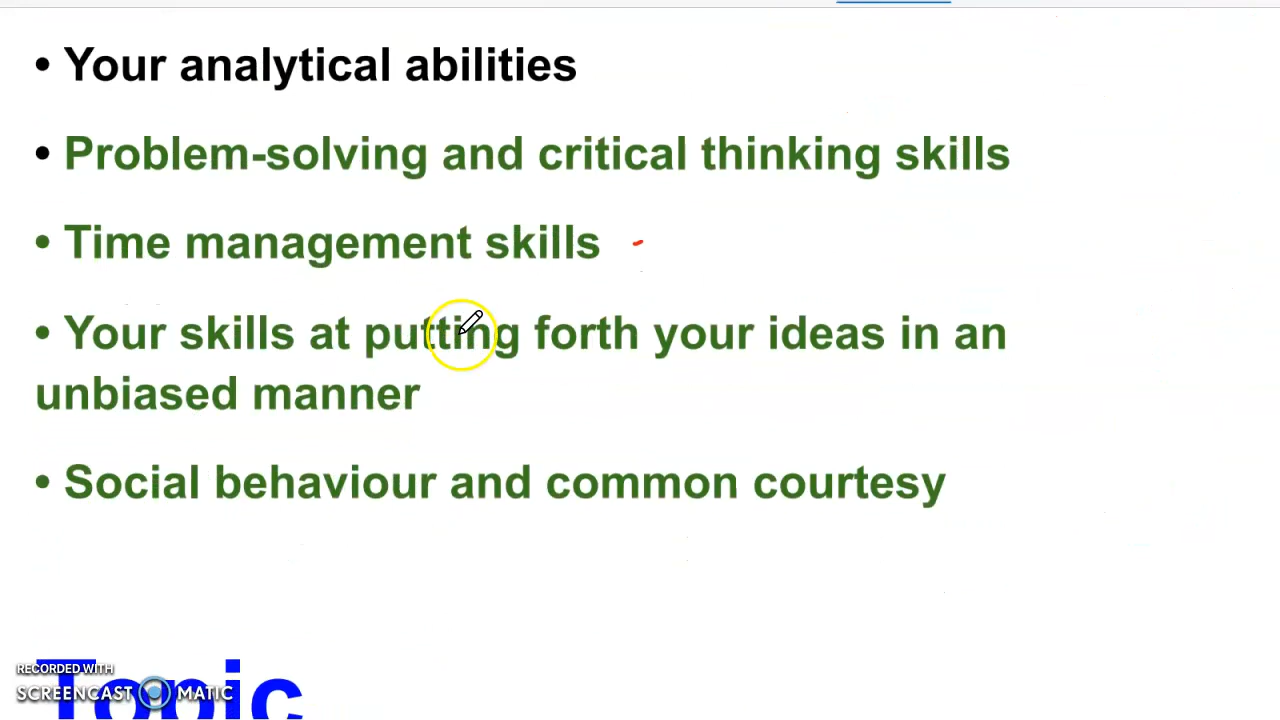 • Your analytical abilities
• Problem-solving and critical thinking skills
• Time management skills
• Your skills at putting forth your ideas in an
unbiased manner
• Social behaviour and common courtesy
Topic
RECORDED WITH
SCREENCAST MATIC